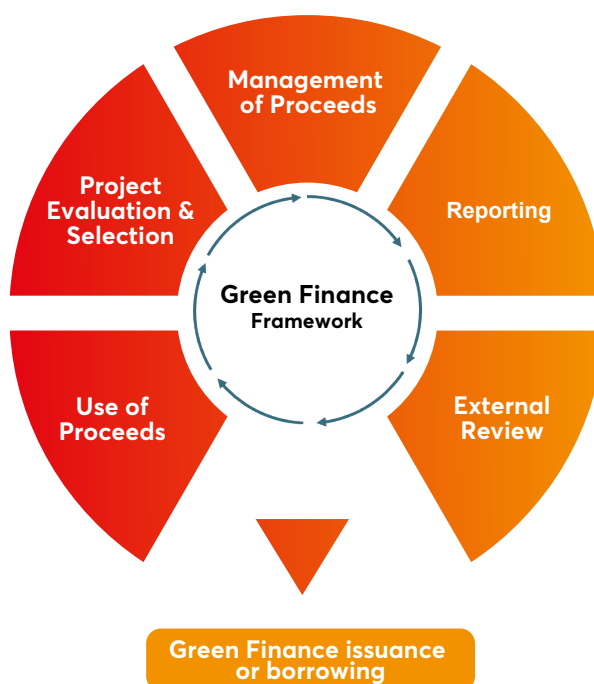 Management
of Proceeds
Project
Evaluation &
Selection
Reporting
Green Finance
Framework
Use of
Proceeds
External
Review
Green Finance issuance
or borrowing